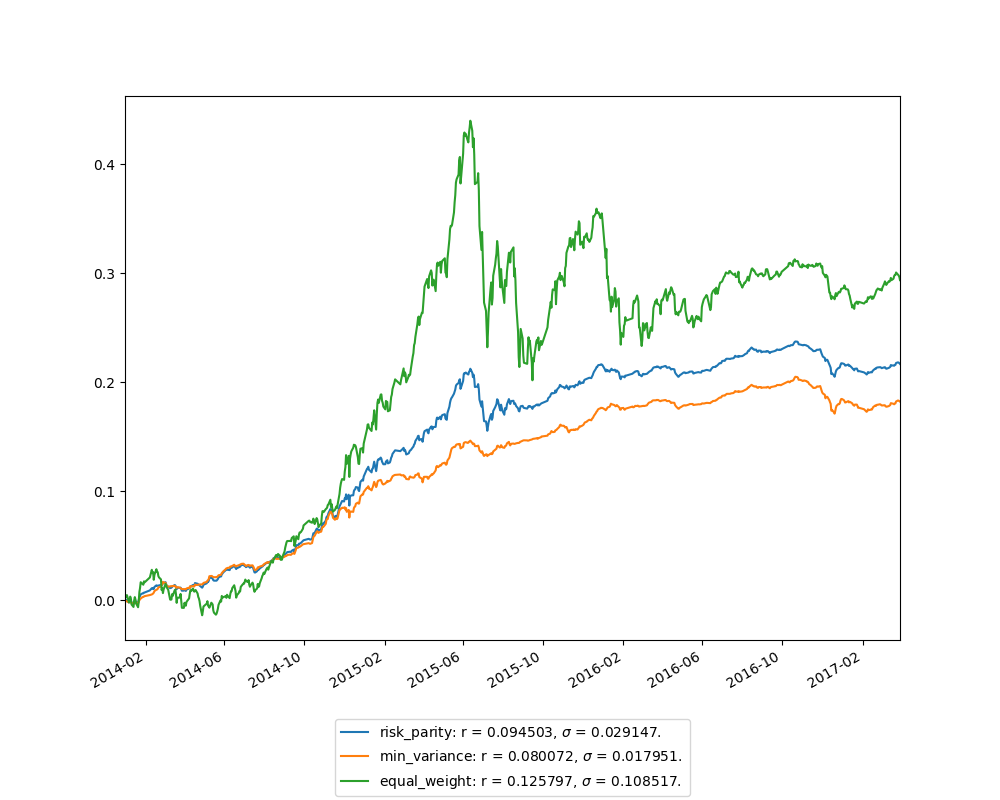 0.4
0.3
0.2
0.1
0.0
2014-02 2014-06 2014-10 2015-02 2015-06 2015-10 2016-02 2016-06 2016-10 2017-02
risk_parity: r = 0.094503, σ = 0.029147.
min_variance: r = 0.080072, σ = 0.017951.
equal_weight: r = 0.125797, σ = 0.108517.